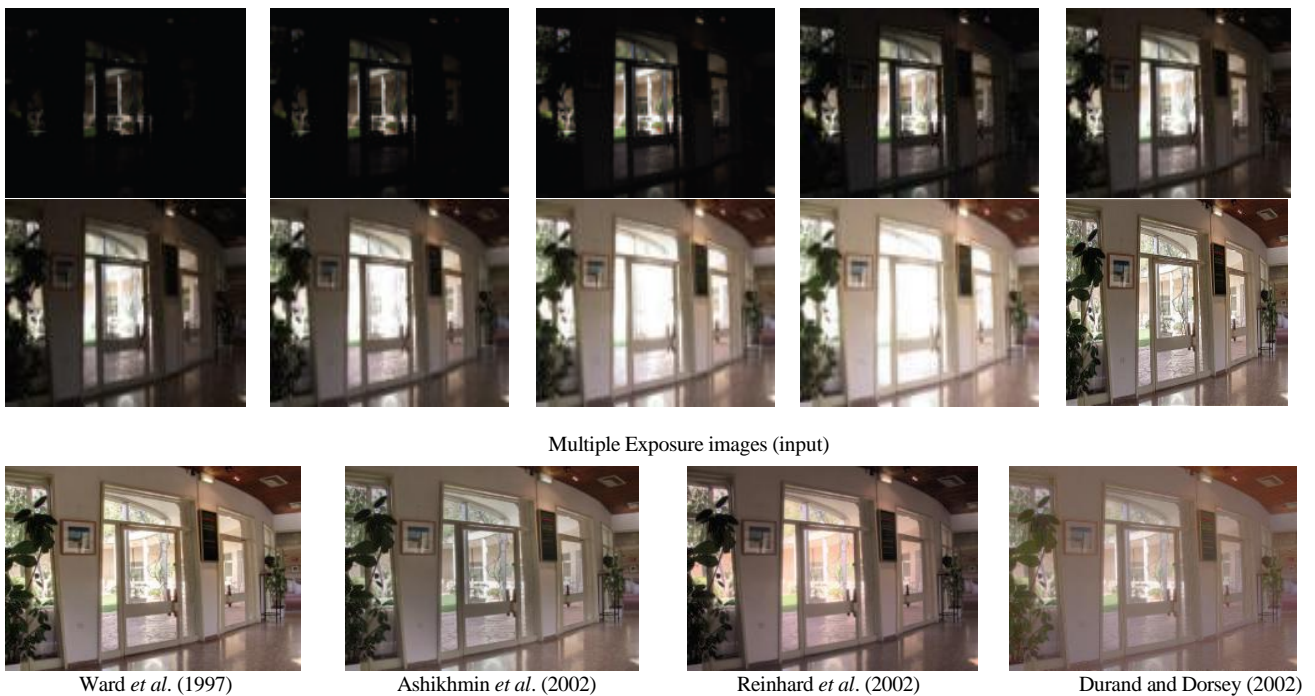 Multiple Exposure images (input)
Ward et al. (1997)
Ashikhmin et al. (2002)
Reinhard et al. (2002)
Durand and Dorsey (2002)